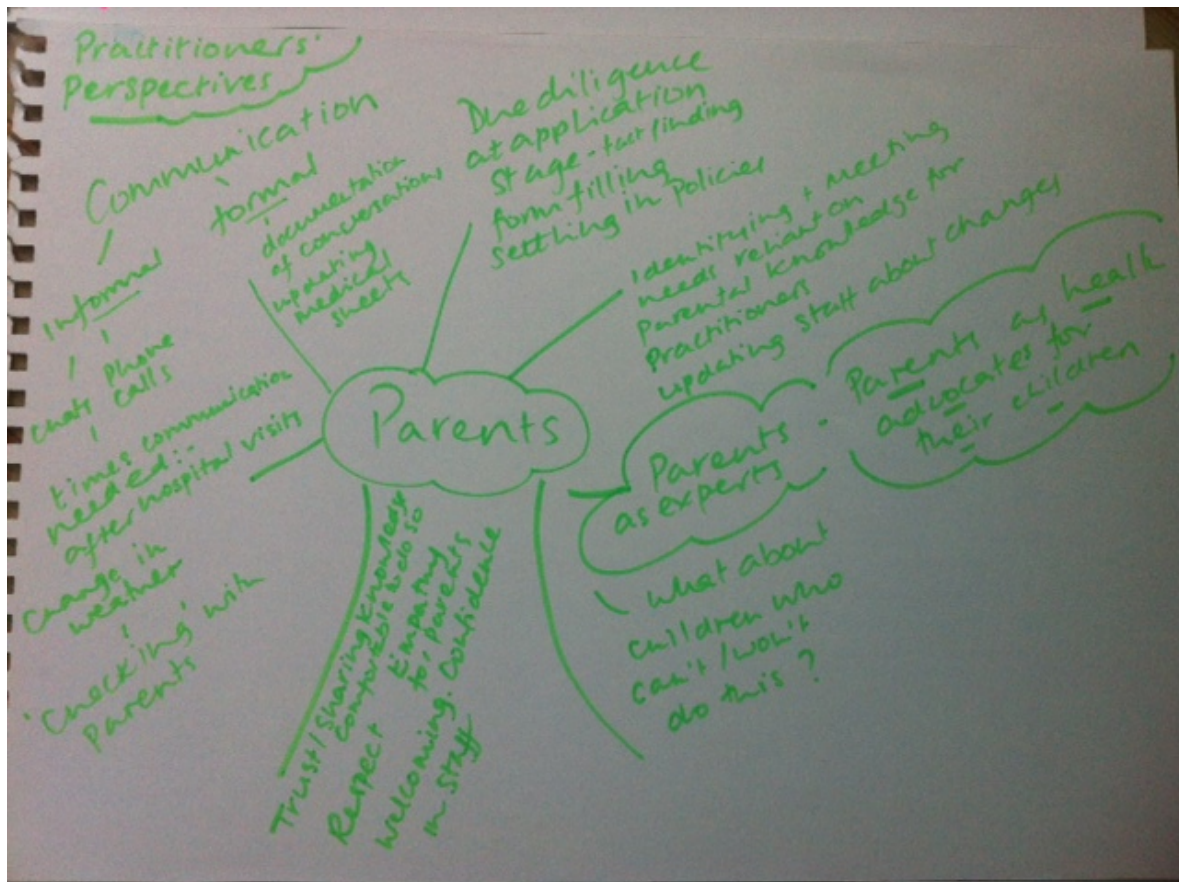 Practitioners'
Perspectives
Communication
formal
documentation
of conversations
updating
medical
sheets
Informal
chats
phone
calls
Due diligence
at application
stage - fact finding
form filling
settling in policies
Identifying + meeting
needs reliant on
parental knowledge for
practitioners
updating staff about changes
Parents
Parents
as experts
-
Parents as health
advocates for
their children
what about
children who
can't/won't
do this?
times communication
needed:-
after hospital visits
change in
weather
'checking' with
parents
Trust/Sharing knowledge
comfortable to do so
Respect
Empathy
for parents
welcoming. Confidence
in staff